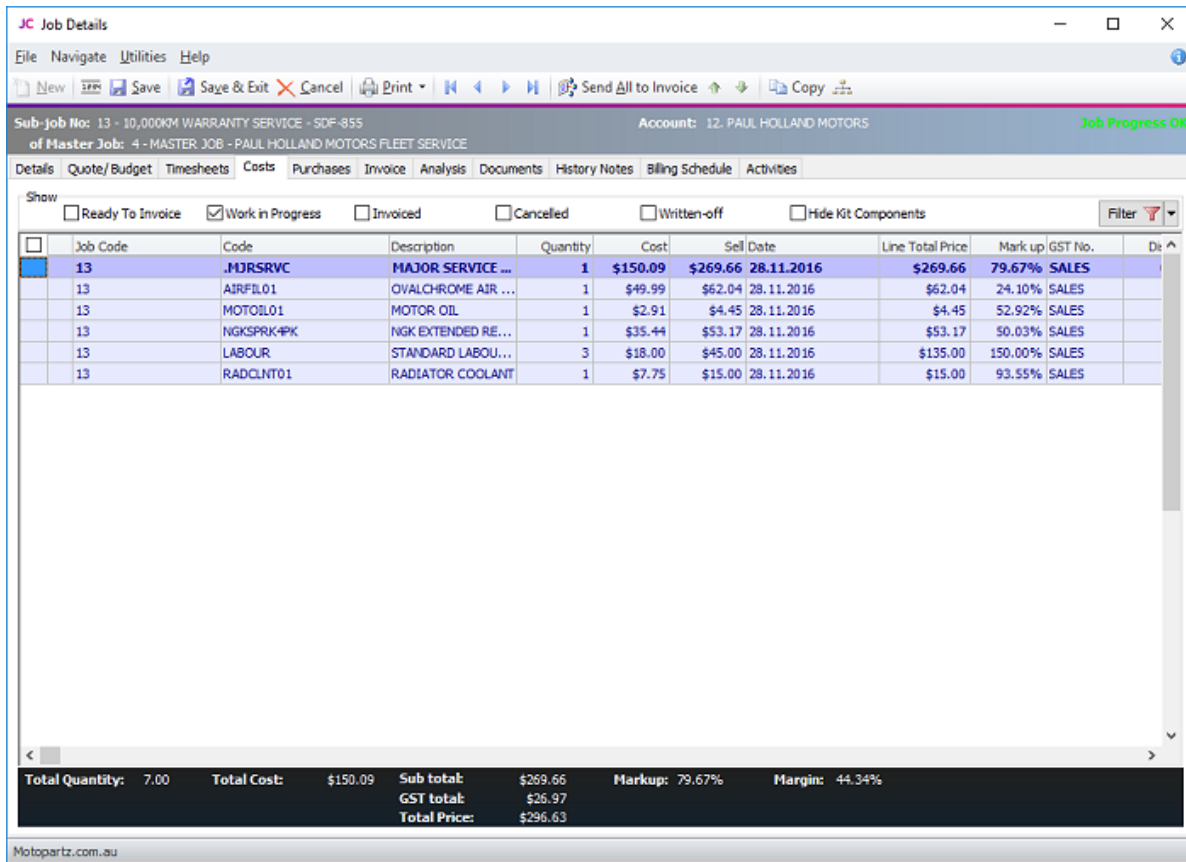 JC Job Details
File Navigate Utilities Help
New Save Save & Exit Cancel Print Send All to Invoice Copy
Sub-job No: 13 - 10,000KM WARRANTY SERVICE - SDF-855 Account: 12. PAUL HOLLAND MOTORS Job Progress OK
of Master Job: 4 - MASTER JOB - PAUL HOLLAND MOTORS FLEET SERVICE
Details Quote/Budget Timesheets Costs Purchases Invoice Analysis Documents History Notes Billing Schedule Activities
Show
Ready To Invoice Work in Progress Invoiced Cancelled Written-off Hide Kit Components Filter
Job Code Code Description Quantity Cost Sell Date Line Total Price Mark up GST No. Di
13 .MJRSRVC MAJOR SERVICE ... 1 $150.09 $269.66 28.11.2016 $269.66 79.67% SALES
13 AIRFIL01 OVALCHROME AIR ... 1 $49.99 $62.04 28.11.2016 $62.04 24.10% SALES
13 MOTOIL01 MOTOR OIL 1 $2.91 $4.45 28.11.2016 $4.45 52.92% SALES
13 NGKSPRK4PK NGK EXTENDED RE... 1 $35.44 $53.17 28.11.2016 $53.17 50.03% SALES
13 LABOUR STANDARD LABOU... 3 $18.00 $45.00 28.11.2016 $135.00 150.00% SALES
13 RADCLNT01 RADIATOR COOLANT 1 $7.75 $15.00 28.11.2016 $15.00 93.55% SALES
Total Quantity: 7.00 Total Cost: $150.09 Sub total: $269.66 Markup: 79.67% Margin: 44.34%
GST total: $26.97
Total Price: $296.63
Motopartz.com.au